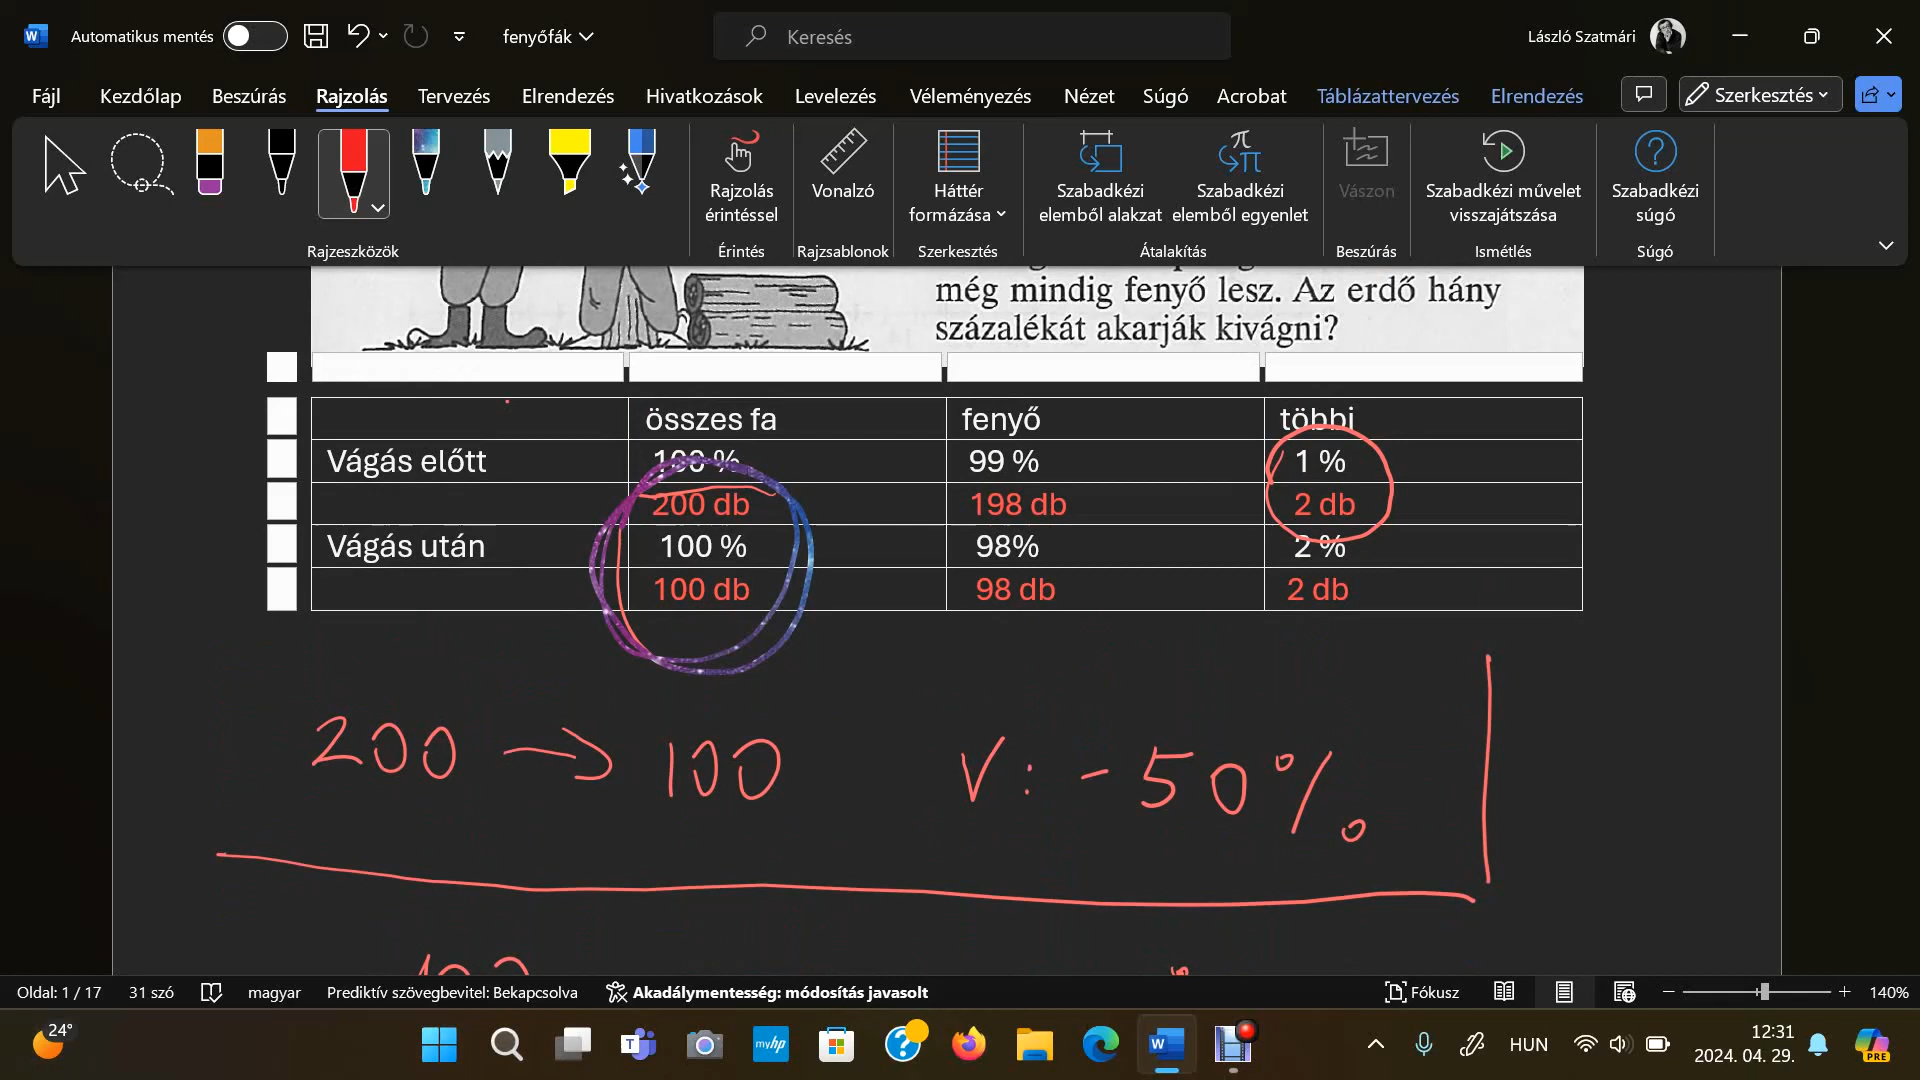 Automatikus mentés fenyőfák Keresés László Szatmári
Fájl Kezdőlap Beszúrás Rajzolás Tervezés Elrendezés Hivatkozások Levelezés Véleményezés Nézet Súgó Acrobat Táblázattervezés Elrendezés Szerkesztés
Rajzolás érintéssel Vonalzó Háttér formázása Szabadkézi elemből alakzat Szabadkézi elemből egyenlet Vászon Szabadkézi művelet visszajátszása Szabadkézi súgó
Rajzeszközök Érintés Rajzsablonok Szerkesztés Átalakítás Beszúrás Ismétlés Súgó
még mindig fenyő lesz. Az erdő hány
százalékát akarják kivágni?
összes fa fenyő többi
Vágás előtt 100 % 99 % 1 %
200 db 198 db 2 db
Vágás után 100 % 98% 2 %
100 db 98 db 2 db
200 → 100 V: -50%
Oldal: 1 / 17 31 szó magyar Prediktív szövegbevitel: Bekapcsolva Akadálymentesség: módosítás javasolt Fókusz 140%
24° myhp HUN 12:31
2024. 04. 29. PRE